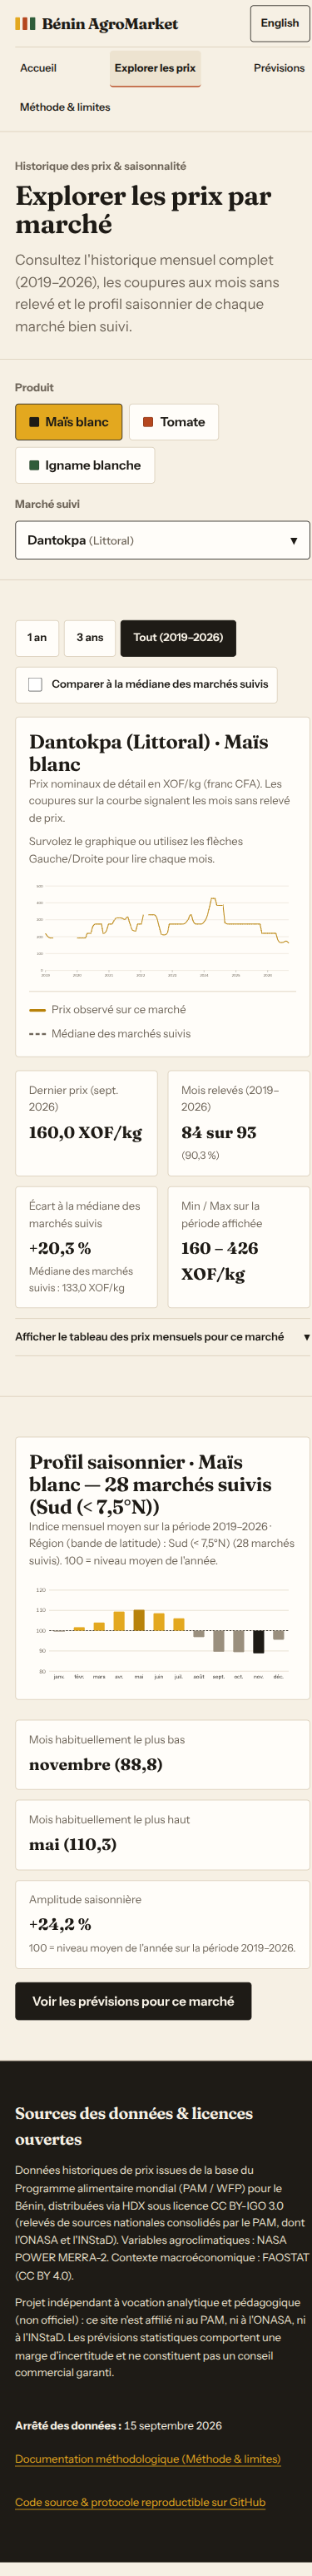 Bénin AgroMarket
English
Accueil
Explorer les prix
Prévisions
Méthode & limites
Historique des prix & saisonnalité
Explorer les prix par
marché
Consultez l'historique mensuel complet
(2019–2026), les coupures aux mois sans
relevé et le profil saisonnier de chaque
marché bien suivi.
Produit
Maïs blanc
Tomate
Igname blanche
Marché suivi
Dantokpa (Littoral)
1 an
3 ans
Tout (2019–2026)
Comparer à la médiane des marchés suivis
Dantokpa (Littoral) · Maïs
blanc
Prix nominaux de détail en XOF/kg (franc CFA). Les
coupures sur la courbe signalent les mois sans relevé
de prix.
Survolez le graphique ou utilisez les flèches
Gauche/Droite pour lire chaque mois.
Prix observé sur ce marché
Médiane des marchés suivis
Dernier prix (sept.
2026)
160,0 XOF/kg
Mois relevés (2019–
2026)
84 sur 93
(90,3 %)
Écart à la médiane des
marchés suivis
+20,3 %
Médiane des marchés
suivis : 133,0 XOF/kg
Min / Max sur la
période affichée
160 – 426
XOF/kg
Afficher le tableau des prix mensuels pour ce marché
Profil saisonnier · Maïs
blanc — 28 marchés suivis
(Sud (< 7,5°N))
Indice mensuel moyen sur la période 2019–2026 ·
Région (bande de latitude) : Sud (< 7,5°N) (28 marchés
suivis). 100 = niveau moyen de l'année.
120
110
100
90
80
janv. févr. mars avr. mai juin juil. août sept. oct. nov. déc.
Mois habituellement le plus bas
novembre (88,8)
Mois habituellement le plus haut
mai (110,3)
Amplitude saisonnière
+24,2 %
100 = niveau moyen de l'année sur la période 2019–2026.
Voir les prévisions pour ce marché
Sources des données & licences
ouvertes
Données historiques de prix issues de la base du
Programme alimentaire mondial (PAM / WFP) pour le
Bénin, distribuées via HDX sous licence CC BY-IGO 3.0
(relevés de sources nationales consolidés par le PAM, dont
l'ONASA et l'INStaD). Variables agroclimatiques : NASA
POWER MERRA-2. Contexte macroéconomique : FAOSTAT
(CC BY 4.0).
Projet indépendant à vocation analytique et pédagogique
(non officiel) : ce site n'est affilié ni au PAM, ni à l'ONASA, ni
à l'INStaD. Les prévisions statistiques comportent une
marge d'incertitude et ne constituent pas un conseil
commercial garanti.
Arrêté des données : 15 septembre 2026
Documentation méthodologique (Méthode & limites)
Code source & protocole reproductible sur GitHub